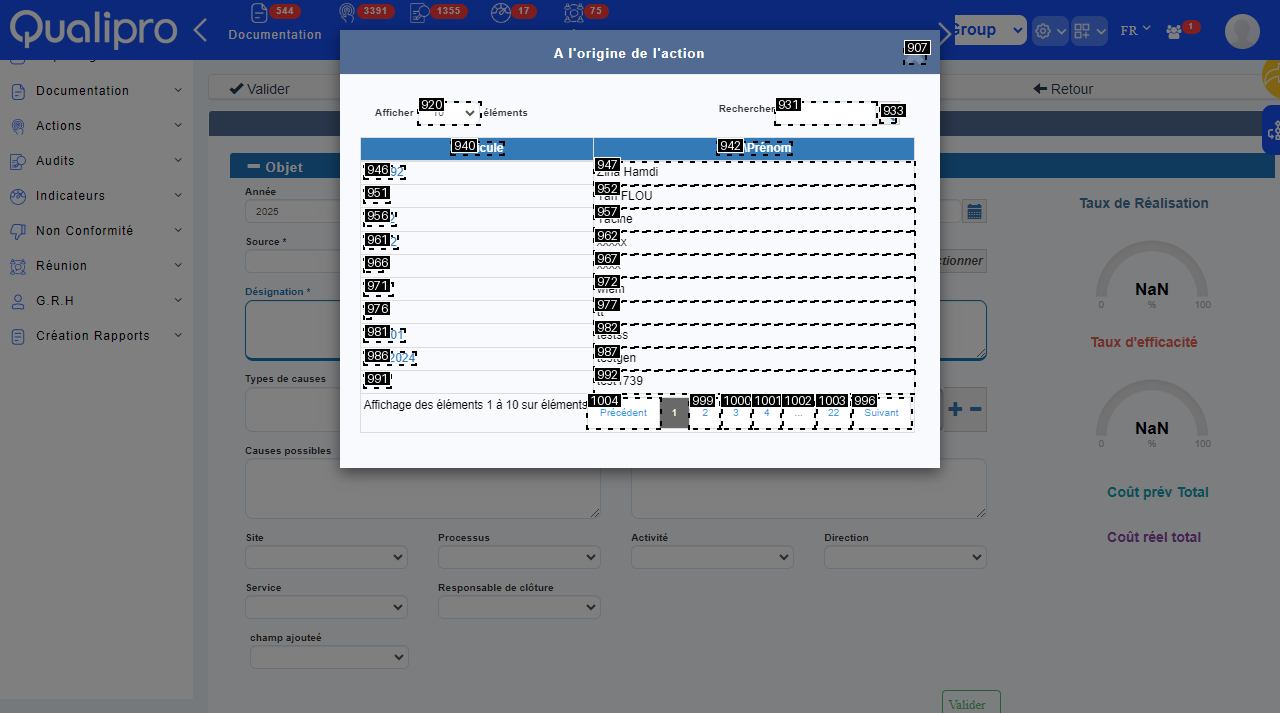 Qualipro
544
Documentation
3391
1355
17
75
Group
FR
1
Documentation
Actions
Audits
Indicateurs
Non Conformité
Réunion
G.R.H
Création Rapports
Valider
Retour
A l'origine de l'action
907
Afficher
920
éléments
Rechercher
931
933
940
cule
942
\Prénom
946
92
947
Zina Hamdi
951
952
FLOU
956
957
Yacine
961
2
962
xxxxx
966
967
xxxx
971
972
wiem
976
977
tt
981
01
982
testss
986
2024
987
testgen
991
992
test1739
Affichage des éléments 1 à 10 sur éléments
1004
Précédent
1
999
2
1000
3
1001
4
1002
...
1003
22
996
Suivant
Objet
Année
2025
Source *
Désignation *
Types de causes
Causes possibles
Site
Processus
Activité
Direction
Service
Responsable de clôture
champ ajouteé
Valider
Taux de Réalisation
NaN
0
%
100
Taux d'efficacité
NaN
0
%
100
Coût prév Total
Coût réel total